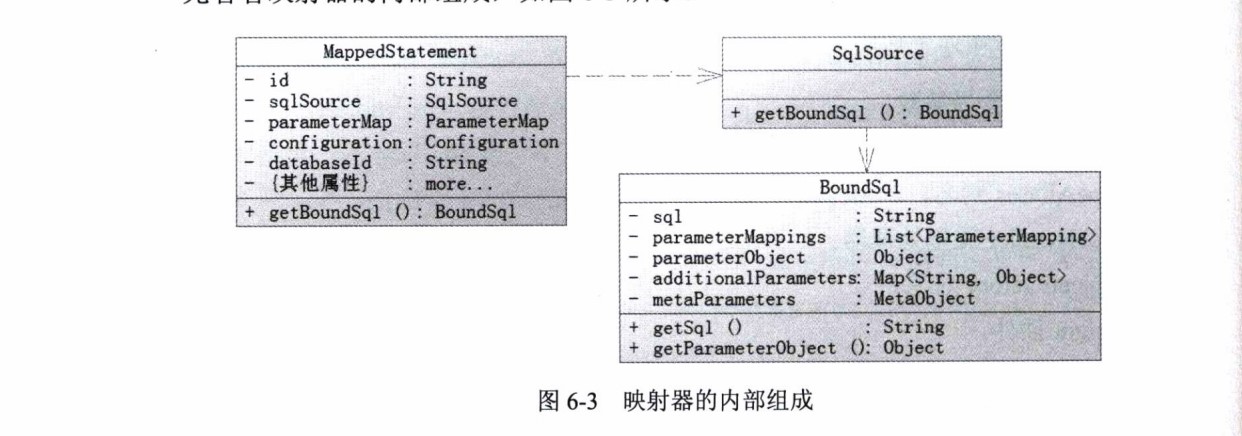 MappedStatement
- id : String
- sqlSource : SqlSource
- parameterMap : ParameterMap
- configuration: Configuration
- databaseId : String
- {其他属性} : more...
+ getBoundSql (): BoundSql
SqlSource
+ getBoundSql (): BoundSql
BoundSql
- sql : String
- parameterMappings : List<ParameterMapping>
- parameterObject : Object
- additionalParameters: Map<String, Object>
- metaParameters : MetaObject
+ getSql () : String
+ getParameterObject (): Object
图 6-3 映射器的内部组成